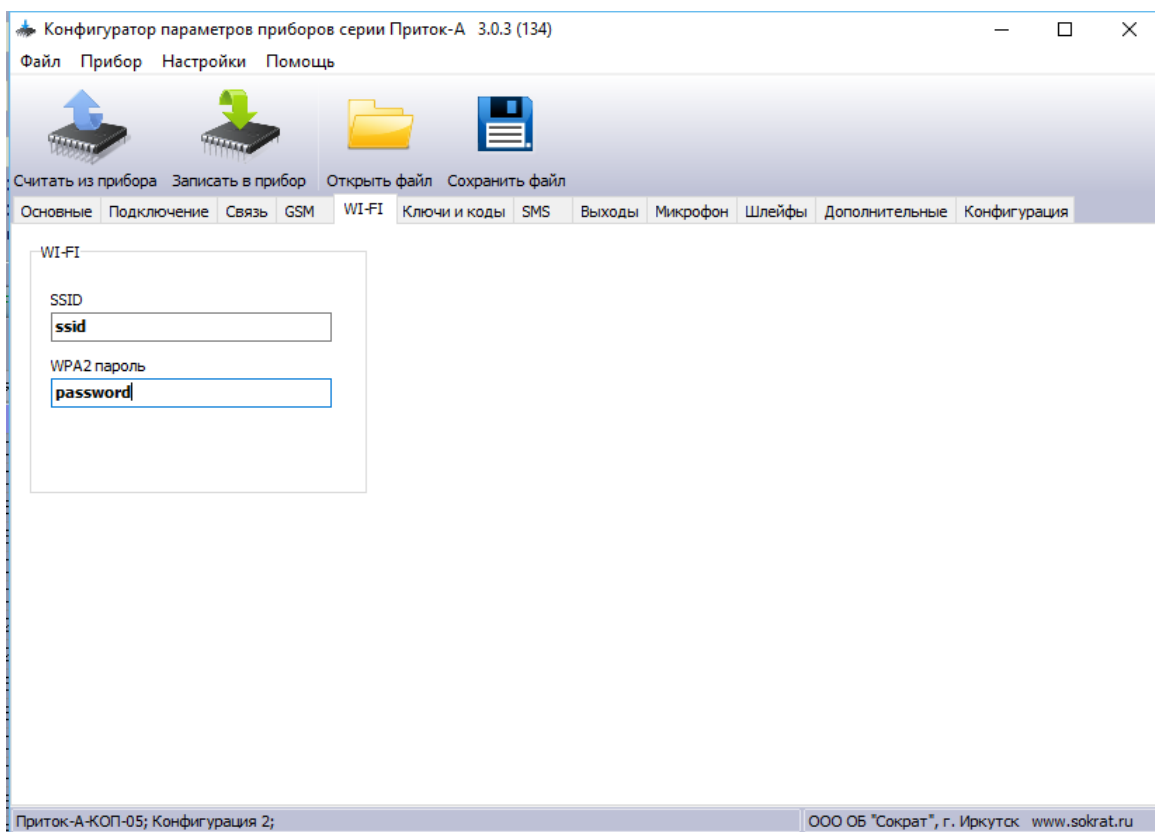 Конфигуратор параметров приборов серии Приток-А 3.0.3 (134)
Файл Прибор Настройки Помощь
Считать из прибора Записать в прибор Открыть файл Сохранить файл
Основные Подключение Связь GSM WI-FI Ключи и коды SMS Выходы Микрофон Шлейфы Дополнительные Конфигурация
WI-FI
SSID
ssid
WPA2 пароль
password
Приток-А-КОП-05; Конфигурация 2; ООО ОБ "Сократ", г. Иркутск www.sokrat.ru